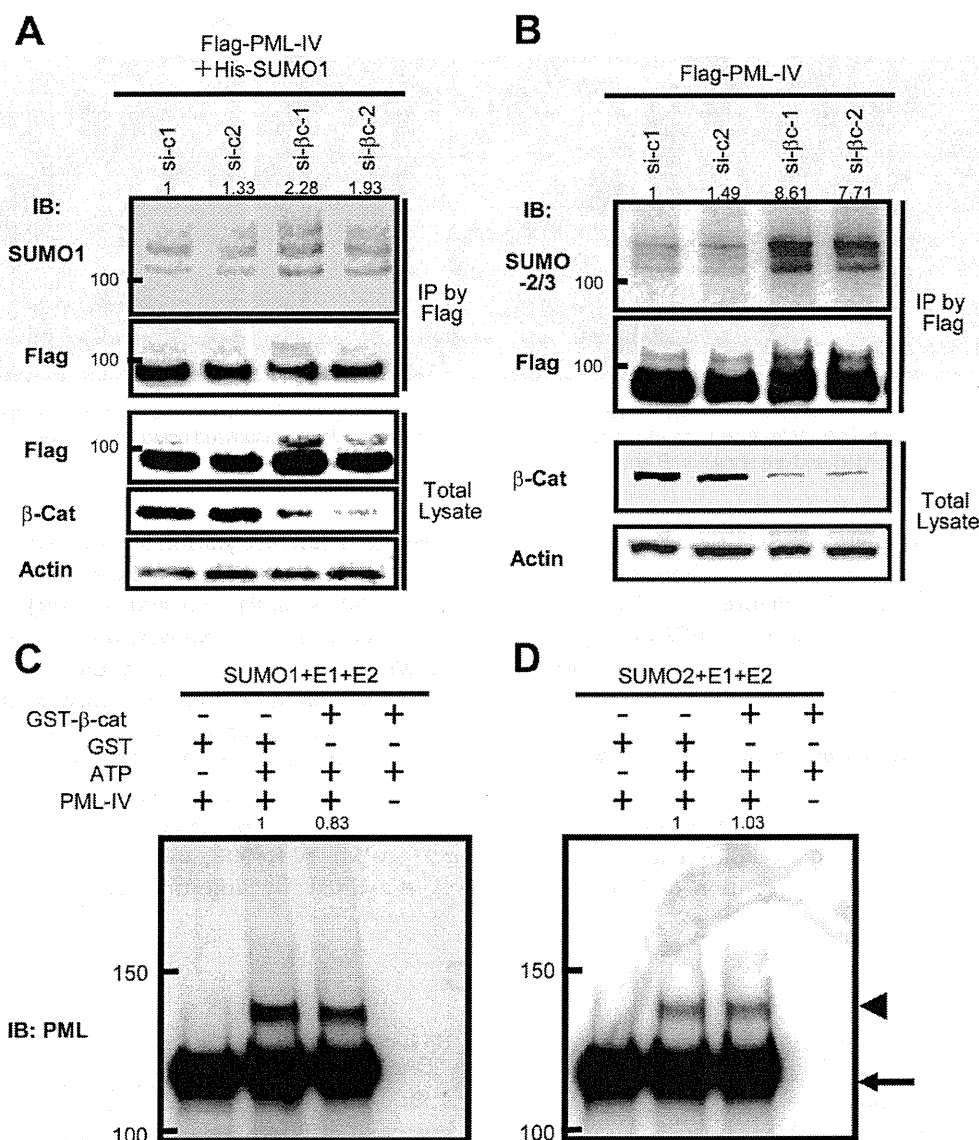 A
Flag-PML-IV
+His-SUMO1
si-c1
si-c2
si-βc-1
si-βc-2
1 1.33 2.28 1.93
IB:
SUMO1
100
Flag
100
IP by
Flag
Flag
100
β-Cat
Actin
Total
Lysate
B
Flag-PML-IV
si-c1
si-c2
si-βc-1
si-βc-2
1 1.49 8.61 7.71
IB:
SUMO
-2/3
100
Flag
100
IP by
Flag
β-Cat
Actin
Total
Lysate
C
SUMO1+E1+E2
GST-β-cat - - + +
GST + + - -
ATP - + + +
PML-IV + + + -
1 0.83
150
IB: PML
100
D
SUMO2+E1+E2
- - + +
+ + - -
- + + +
+ + + -
1 1.03
150
100